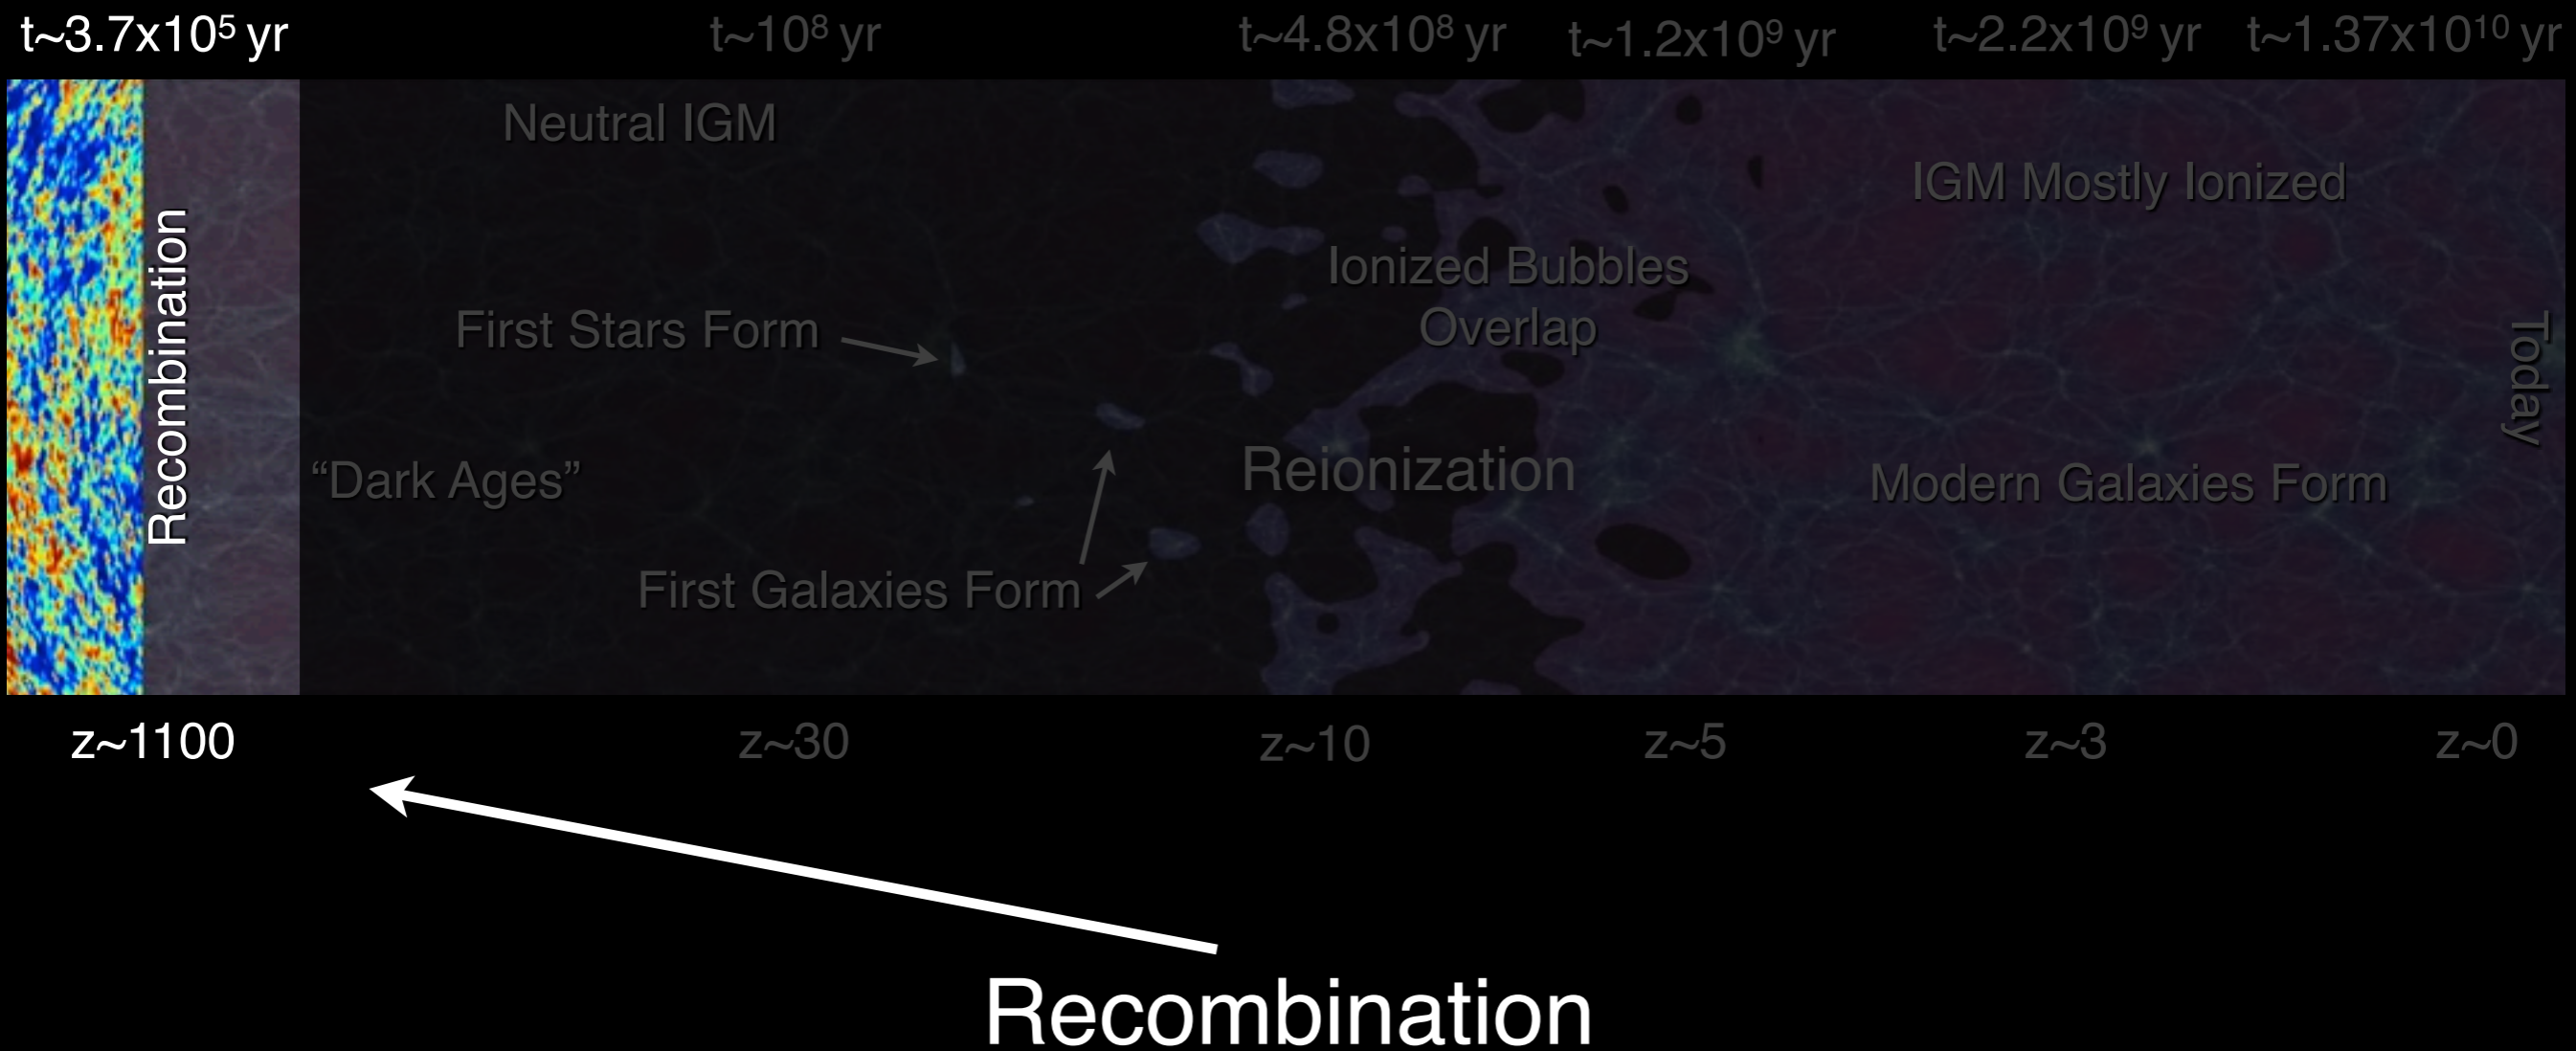 t~3.7x10⁵ yr
t~10⁸ yr
t~4.8x10⁸ yr
t~1.2x10⁹ yr
t~2.2x10⁹ yr
t~1.37x10¹⁰ yr
Recombination
Neutral IGM
First Stars Form
“Dark Ages”
First Galaxies Form
Ionized Bubbles
Overlap
Reionization
IGM Mostly Ionized
Modern Galaxies Form
Today
z~1100
z~30
z~10
z~5
z~3
z~0
Recombination